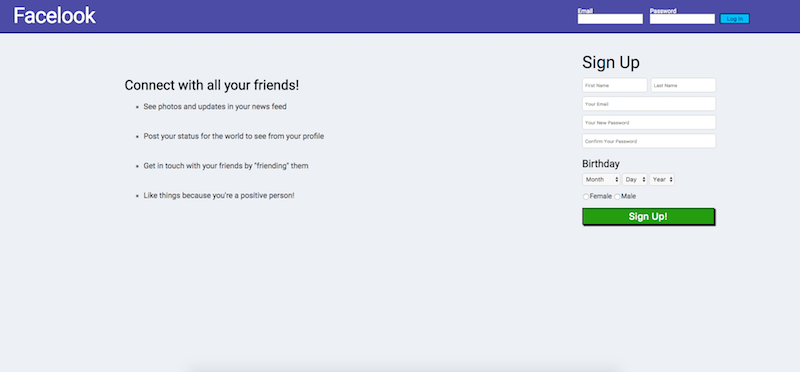 Facelook
Email Password
Log In
Sign Up
Connect with all your friends!
First Name Last Name
See photos and updates in your news feed
Your Email
Your New Password
Post your status for the world to see from your profile
Confirm Your Password
Get in touch with your friends by "friending" them
Birthday
Month Day Year
Like things because you're a positive person!
Female Male
Sign Up!